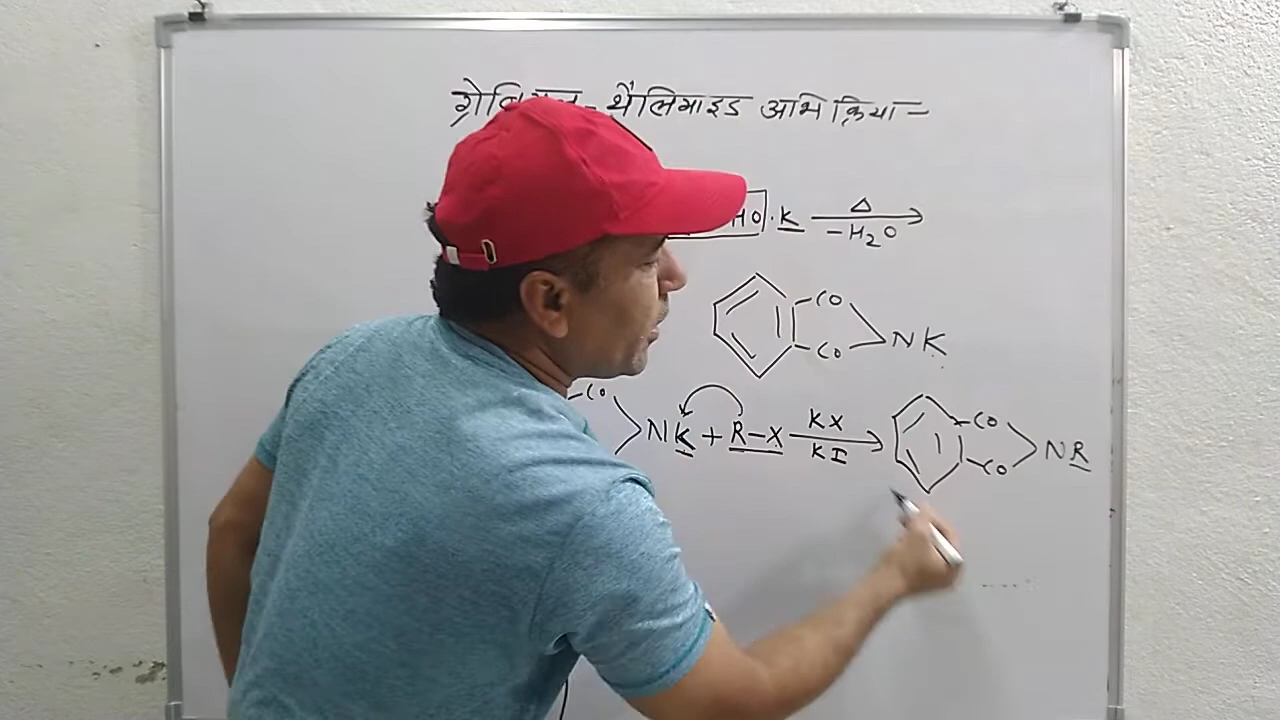 थैलिमाइड अभिक्रिया -
HO · K Δ
-H₂O
CO
CO NK
CO NK + R-X KX
KI CO
CO NR